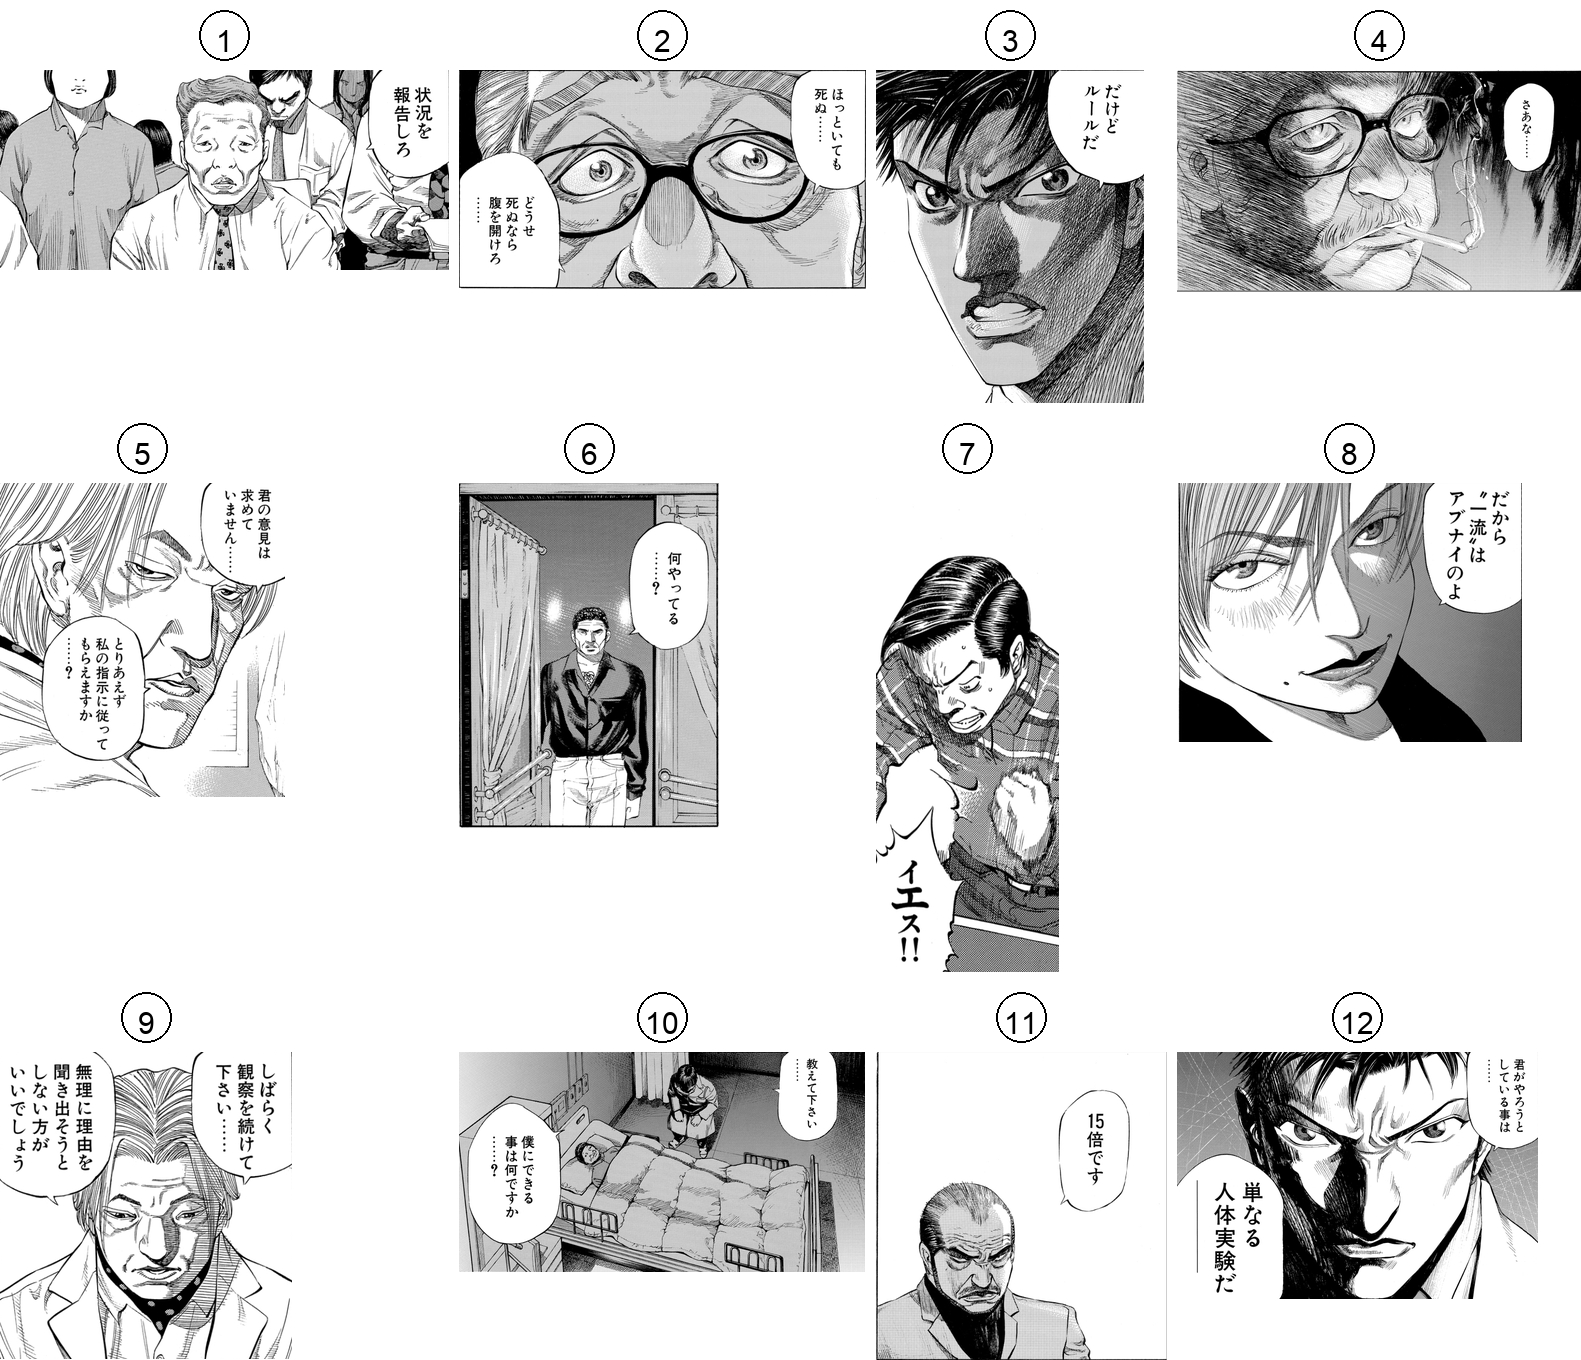 1
状況を
報告しろ
2
ほっといても
死ぬ……
どうせ
死ぬなら
腹を開けろ
……
3
だけど
ルールだ
4
さあな……
5
君の意見は
求めて
いません……
とりあえず
私の指示に従って
もらえますか
……?
6
何やってる
……?
7
イエス!!
8
だから
〝一流〟は
アブナイのよ
9
しばらく
観察を続けて
下さい……
無理に理由を
聞き出そうと
しない方が
いいでしょう
10
教えて下さい
……
僕にできる
事は何ですか
……?
11
15倍です
12
君がやろうと
している事は
……
単なる
人体実験だ